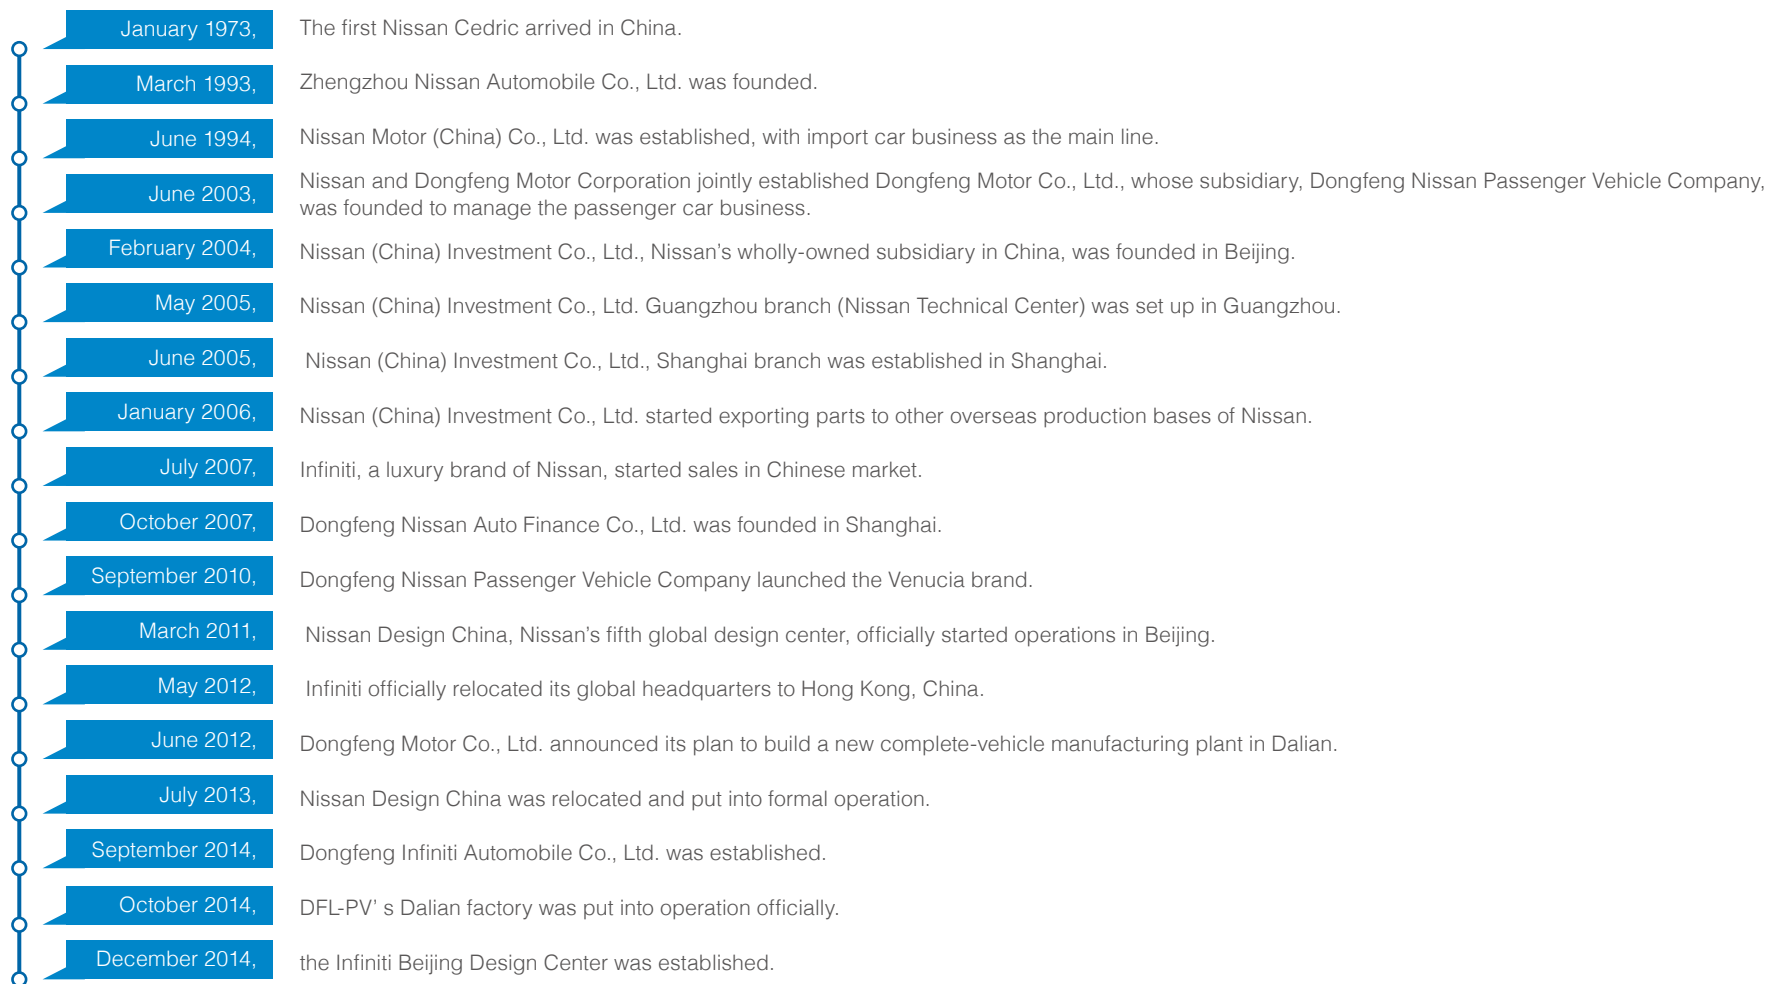 January 1973, The first Nissan Cedric arrived in China.
March 1993, Zhengzhou Nissan Automobile Co., Ltd. was founded.
June 1994, Nissan Motor (China) Co., Ltd. was established, with import car business as the main line.
June 2003, Nissan and Dongfeng Motor Corporation jointly established Dongfeng Motor Co., Ltd., whose subsidiary, Dongfeng Nissan Passenger Vehicle Company,
was founded to manage the passenger car business.
February 2004, Nissan (China) Investment Co., Ltd., Nissan's wholly-owned subsidiary in China, was founded in Beijing.
May 2005, Nissan (China) Investment Co., Ltd. Guangzhou branch (Nissan Technical Center) was set up in Guangzhou.
June 2005, Nissan (China) Investment Co., Ltd., Shanghai branch was established in Shanghai.
January 2006, Nissan (China) Investment Co., Ltd. started exporting parts to other overseas production bases of Nissan.
July 2007, Infiniti, a luxury brand of Nissan, started sales in Chinese market.
October 2007, Dongfeng Nissan Auto Finance Co., Ltd. was founded in Shanghai.
September 2010, Dongfeng Nissan Passenger Vehicle Company launched the Venucia brand.
March 2011, Nissan Design China, Nissan's fifth global design center, officially started operations in Beijing.
May 2012, Infiniti officially relocated its global headquarters to Hong Kong, China.
June 2012, Dongfeng Motor Co., Ltd. announced its plan to build a new complete-vehicle manufacturing plant in Dalian.
July 2013, Nissan Design China was relocated and put into formal operation.
September 2014, Dongfeng Infiniti Automobile Co., Ltd. was established.
October 2014, DFL-PV' s Dalian factory was put into operation officially.
December 2014, the Infiniti Beijing Design Center was established.